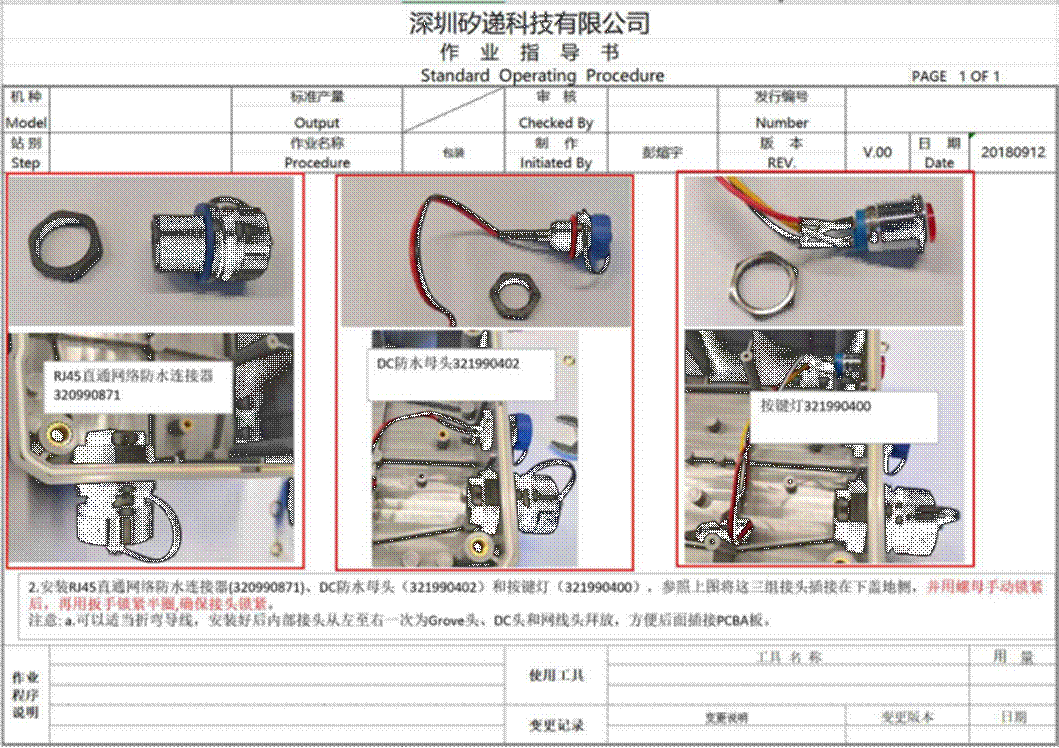 深圳矽递科技有限公司
作 业 指 导 书
Standard Operating Procedure
PAGE 1 OF 1
机 种
Model
标准产量
Output
审 核
Checked By
发行编号
Number
站 别
Step
作业名称
Procedure
包装
制 作
Initiated By
版 本
REV.
V.00
日 期
Date
20180912
RJ45直通网络防水连接器
320990871
DC防水母头321990402
按键灯321990400
2.安装RJ45直通网络防水连接器(320990871)、DC防水母头（321990402）和按键灯（321990400），参照上图将这三组接头插接在下盖地侧，并用螺母手动锁紧
后，再用扳手锁紧半圈,确保接头锁紧。
注意: a.可以适当折弯导线，安装好后内部接头从左至右一次为Grove头、DC头和网线头拜放，方便后面插接PCBA板。
作业
程序
说明
使用工具
工具 名 称
用 量
变更记录
变更说明
变更版本
日期